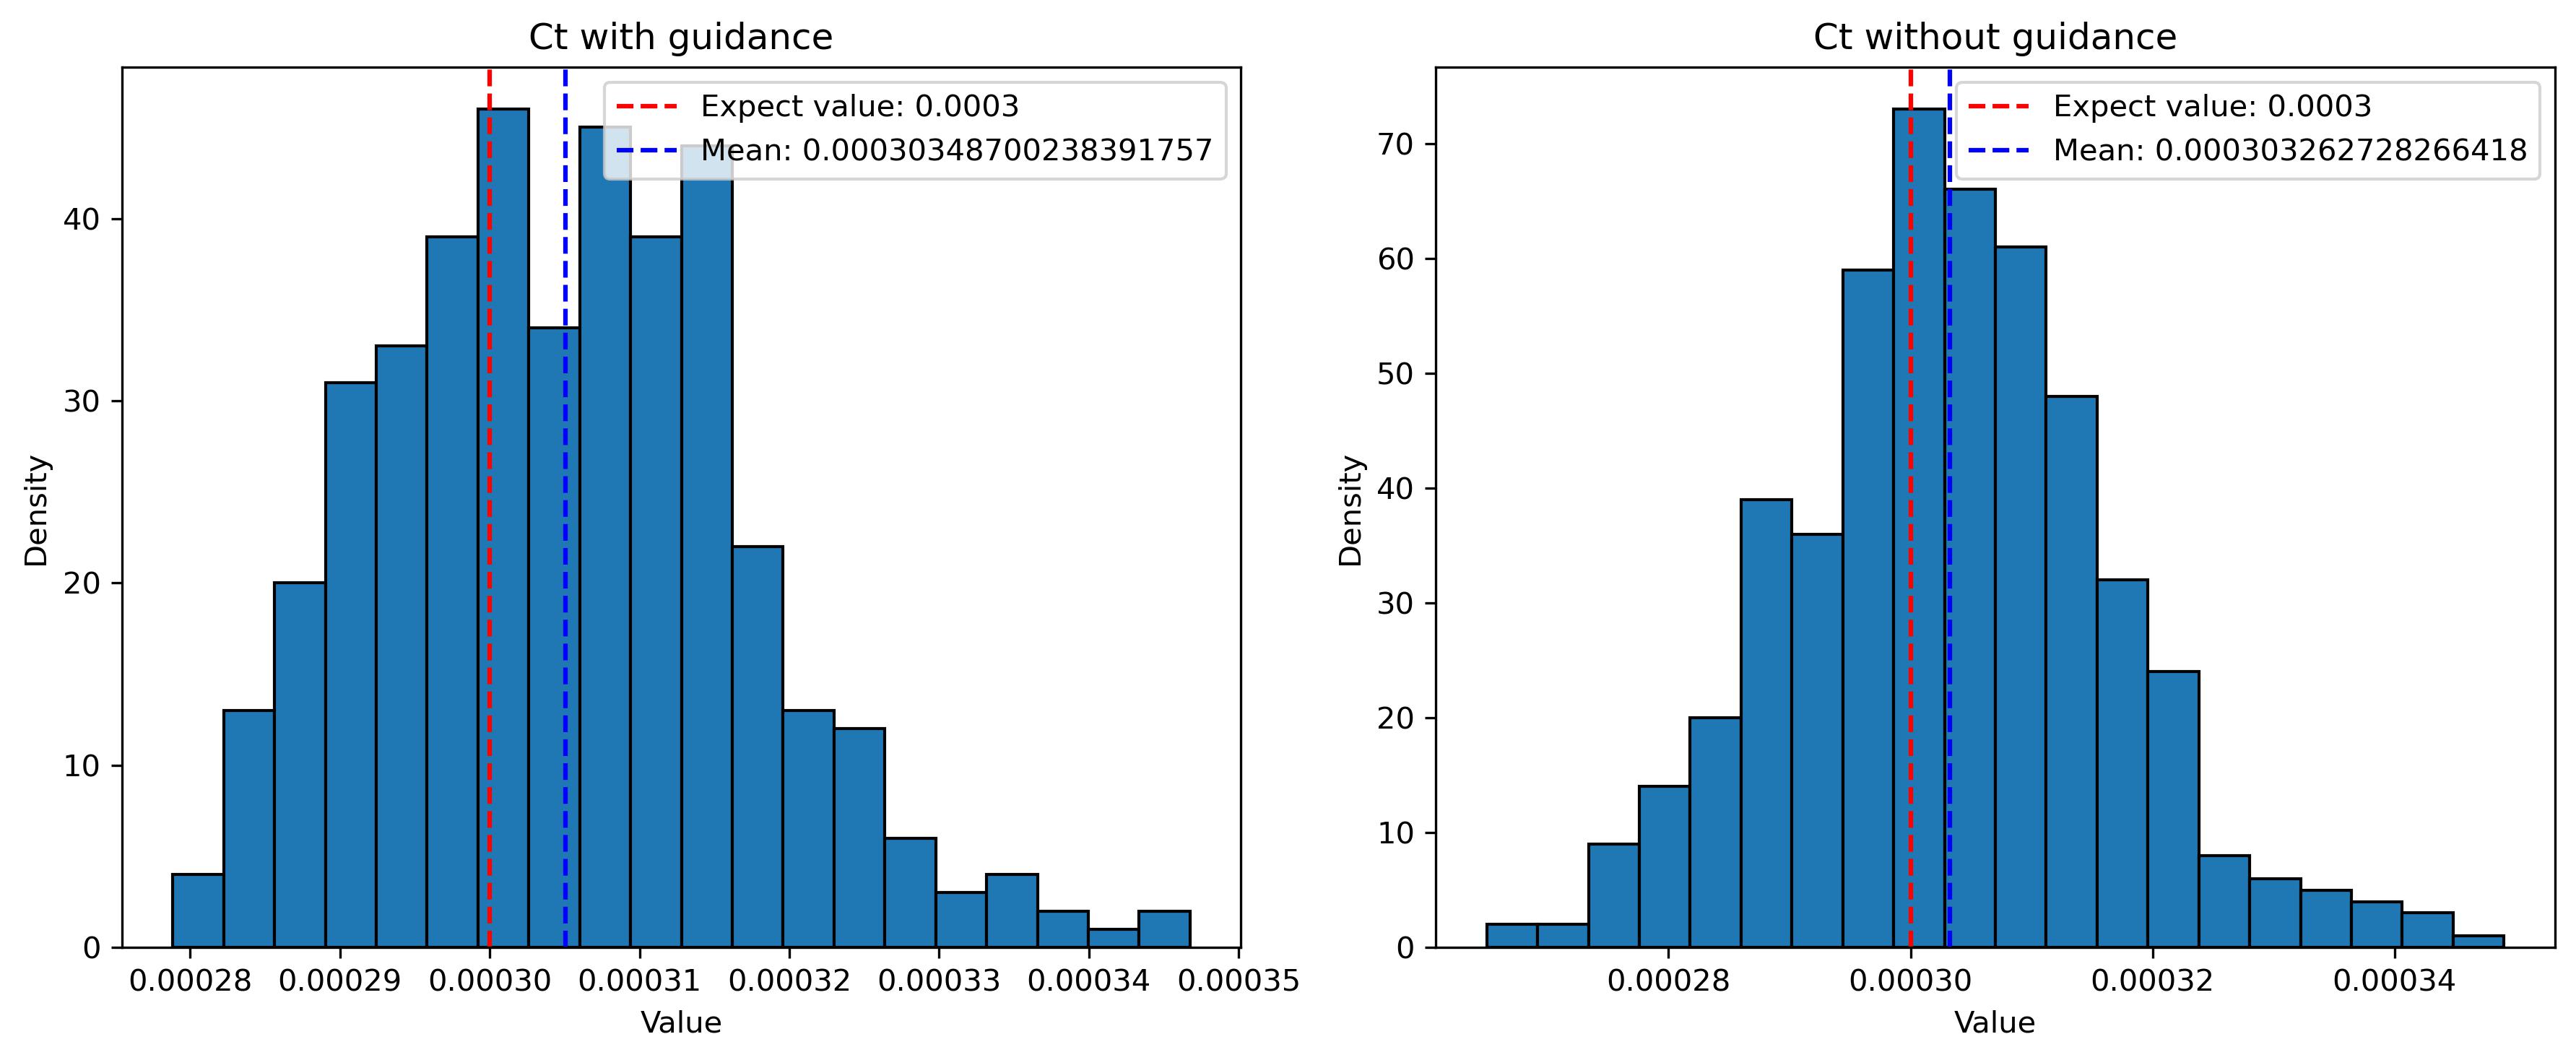 Ct with guidance
Expect value: 0.0003
Mean: 0.00030348700238391757
Density
0
10
20
30
40
0.00028
0.00029
0.00030
0.00031
0.00032
0.00033
0.00034
0.00035
Value
Ct without guidance
Expect value: 0.0003
Mean: 0.000303262728266418
Density
0
10
20
30
40
50
60
70
0.00028
0.00030
0.00032
0.00034
Value